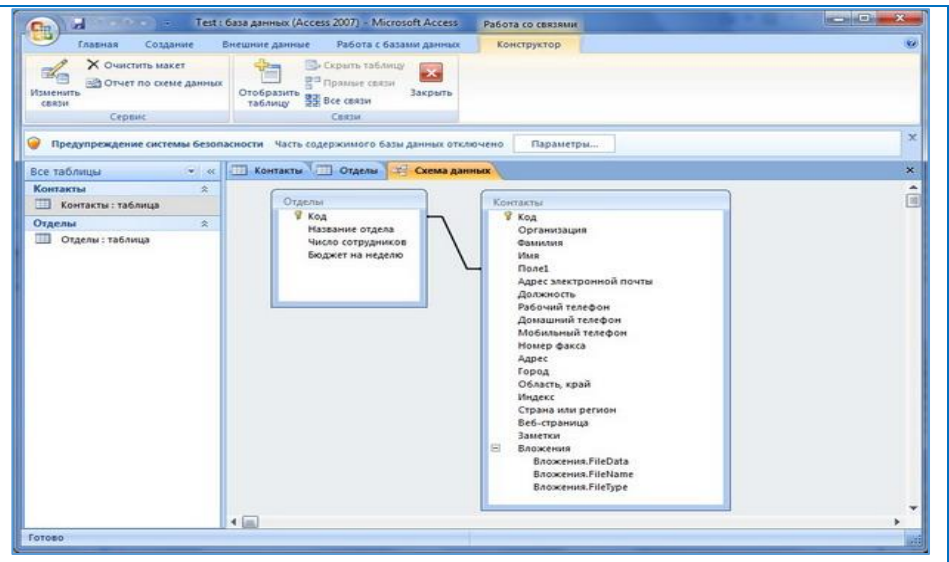 Test : база данных (Access 2007) - Microsoft Access
Работа со связями
Главная
Создание
Внешние данные
Работа с базами данных
Конструктор
Изменить связи
Очистить макет
Отчет по схеме данных
Сервис
Отобразить таблицу
Скрыть таблицу
Прямые связи
Все связи
Закрыть
Связи
Предупреждение системы безопасности Часть содержимого базы данных отключено
Параметры...
Все таблицы
Контакты
Контакты : таблица
Отделы
Отделы : таблица
Контакты
Отделы
Схема данных
Отделы
Код
Название отдела
Число сотрудников
Бюджет на неделю
Контакты
Код
Организация
Фамилия
Имя
Поле1
Адрес электронной почты
Должность
Рабочий телефон
Домашний телефон
Мобильный телефон
Номер факса
Адрес
Город
Область, край
Индекс
Страна или регион
Веб-страница
Заметки
Вложения
Вложения.FileData
Вложения.FileName
Вложения.FileType
Готово